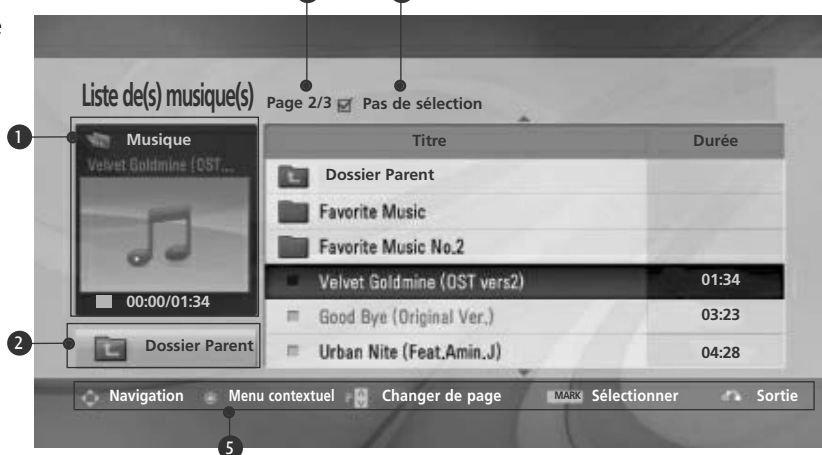 Liste de(s) musique(s) Page 2/3 Pas de sélection
1 Musique
Velvet Goldmine (OST...
00:00/01:34
2 Dossier Parent
Titre Durée
Dossier Parent
Favorite Music
Favorite Music No.2
Velvet Goldmine (OST vers2) 01:34
Good Bye (Original Ver.) 03:23
Urban Nite (Feat.Amin.J) 04:28
Navigation Menu contextuel P Changer de page MARK Sélectionner Sortie
5